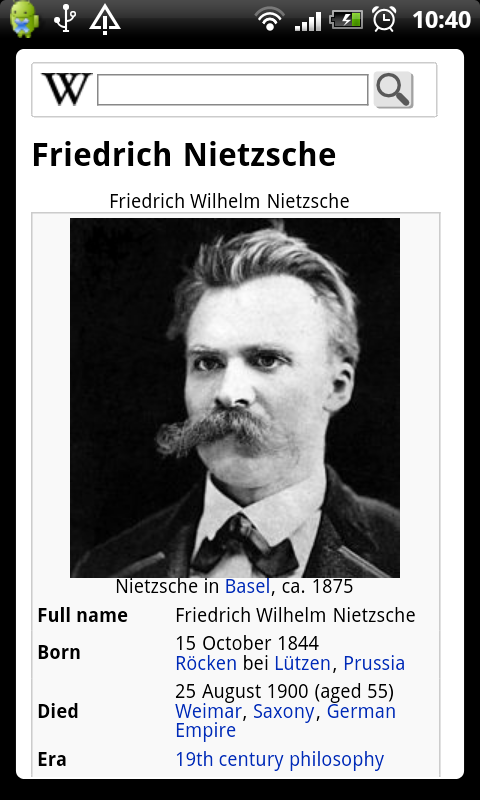 10:40
W
Friedrich Nietzsche
Friedrich Wilhelm Nietzsche
Nietzsche in Basel, ca. 1875
Full name Friedrich Wilhelm Nietzsche
Born 15 October 1844
Röcken bei Lützen, Prussia
Died 25 August 1900 (aged 55)
Weimar, Saxony, German
Empire
Era 19th century philosophy